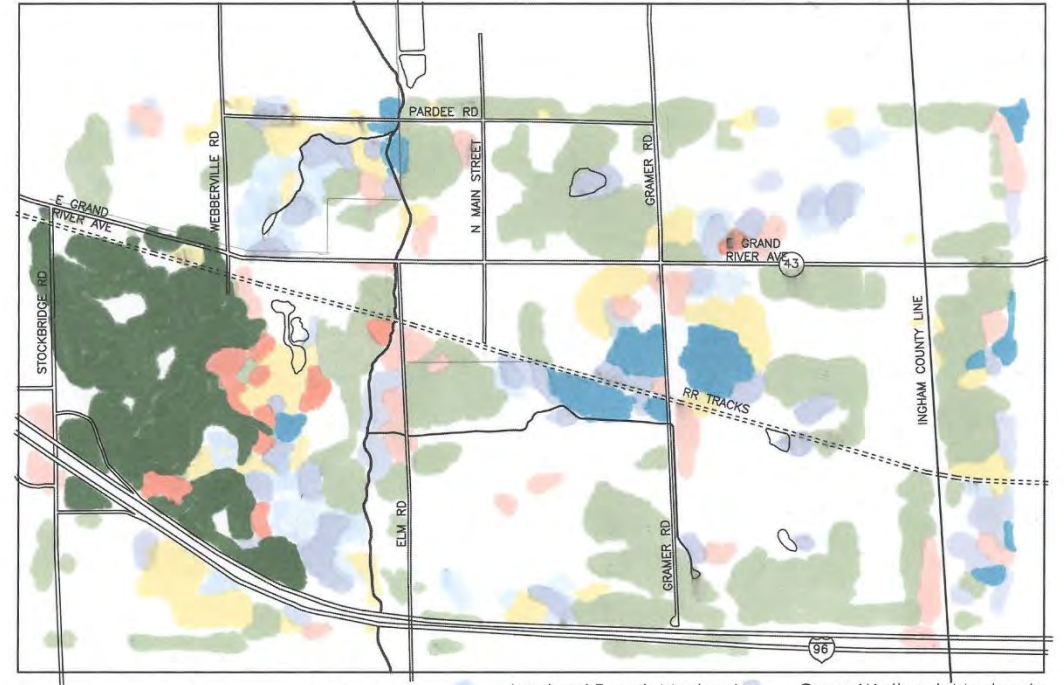 PARDEE RD
WEBBERVILLE RD
N MAIN STREET
GRAMER RD
E GRAND
RIVER AVE
E GRAND
RIVER AVE
43
STOCKBRIDGE RD
INGHAM COUNTY LINE
RR TRACKS
ELM RD
GRAMER RD
96